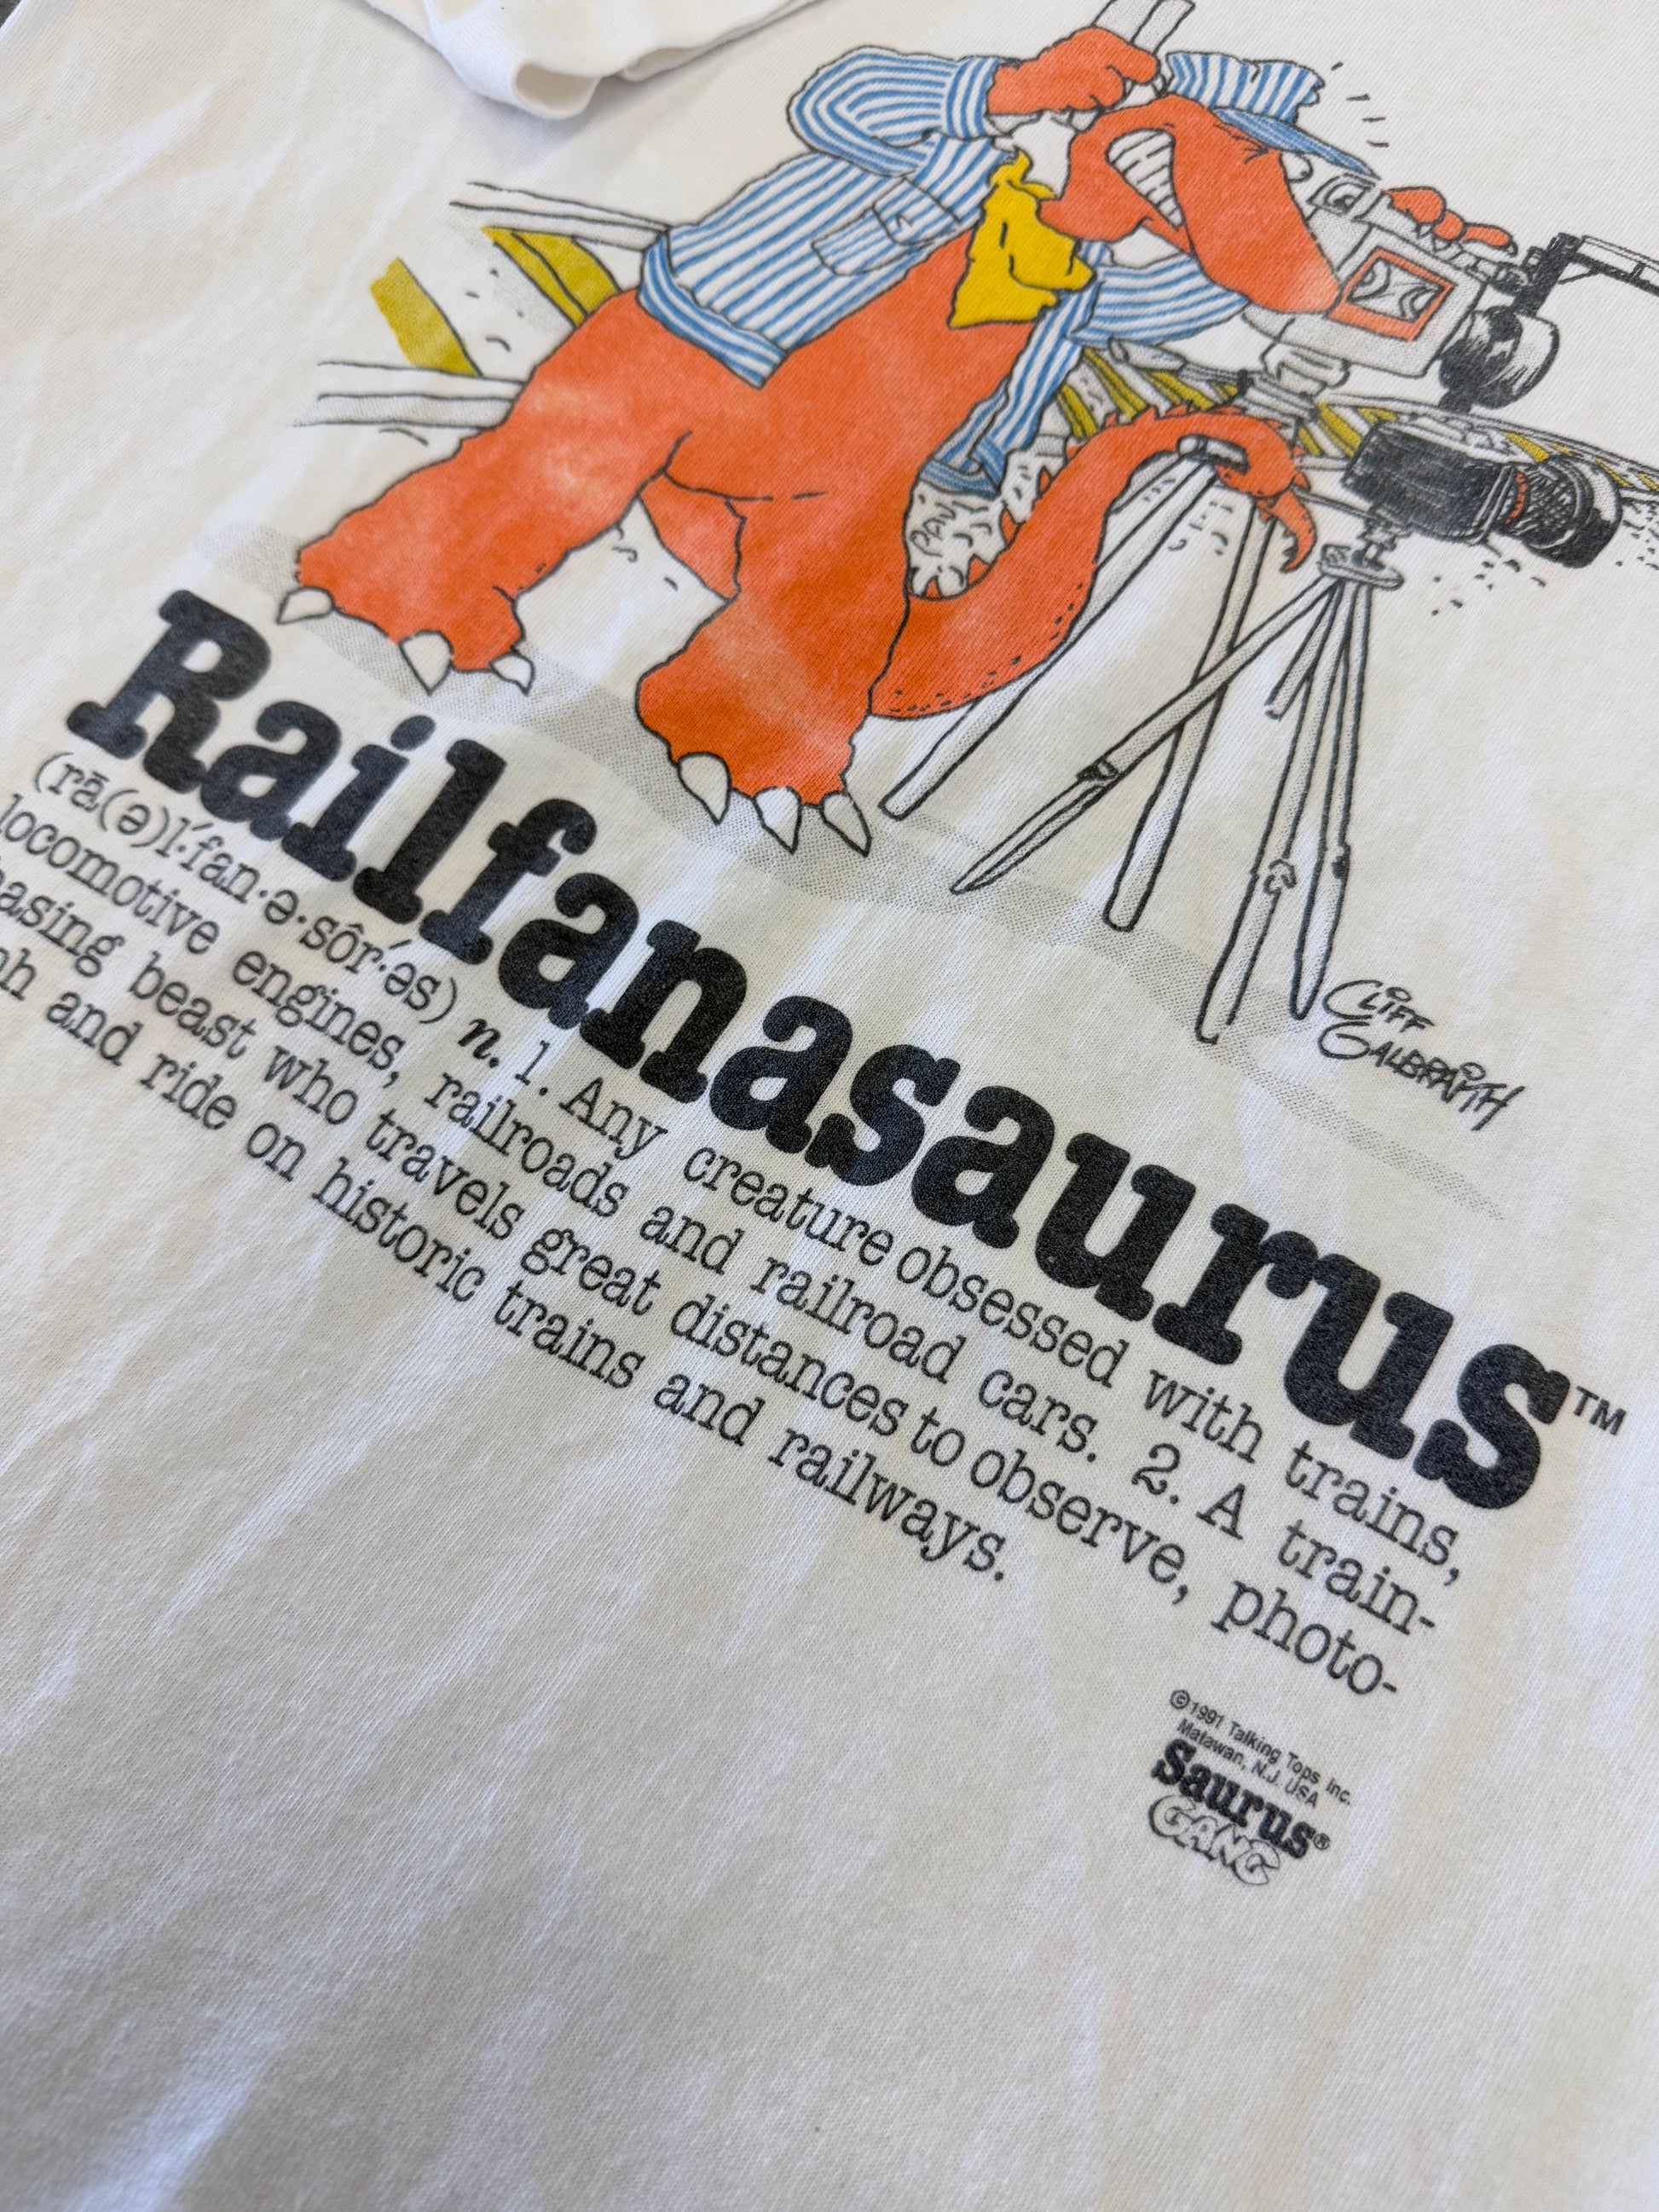 PAN
CLIFF
GALBRAITH
Railfanasaurus™
(rā(ə)l′·fan·ə·sôr′·əs) n. 1. Any creature obsessed with trains,
locomotive engines, railroads and railroad cars. 2. A train-
asing beast who travels great distances to observe, photo-
h and ride on historic trains and railways.
©1991 Talking Tops Inc.
Matawan, N.J. USA
Saurus®
GANG